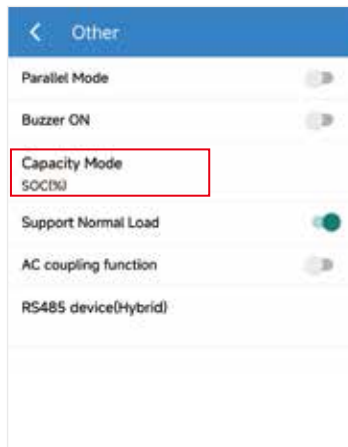 Other
Parallel Mode
Buzzer ON
Capacity Mode
SOC(%)
Support Normal Load
AC coupling function
RS485 device(Hybrid)